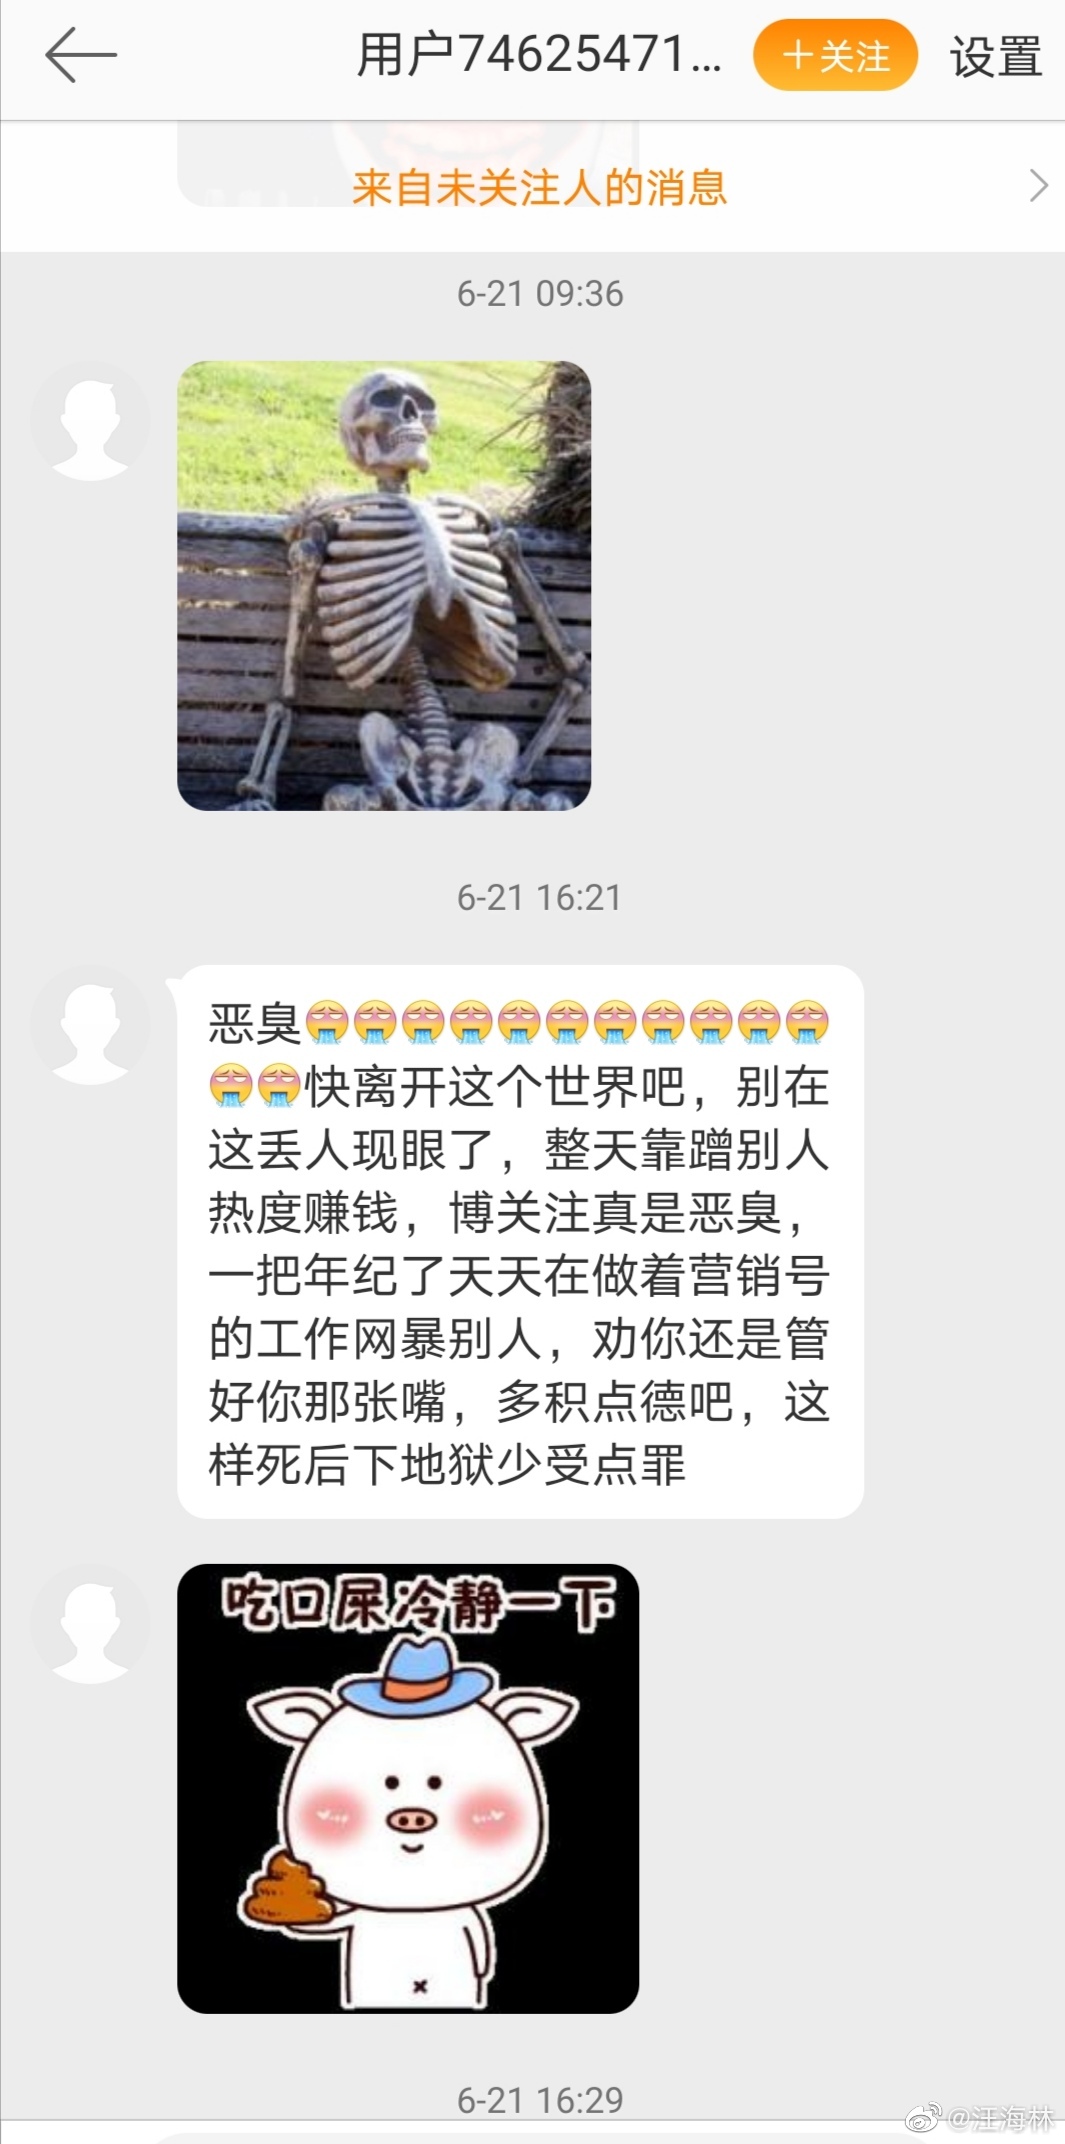 用户74625471...
+关注
设置
来自未关注人的消息
6-21 09:36
6-21 16:21
恶臭
快离开这个世界吧，别在
这丢人现眼了，整天靠蹭别人
热度赚钱，博关注真是恶臭，
一把年纪了天天在做着营销号
的工作网暴别人，劝你还是管
好你那张嘴，多积点德吧，这
样死后下地狱少受点罪
吃口屎冷静一下
6-21 16:29
@汪海林